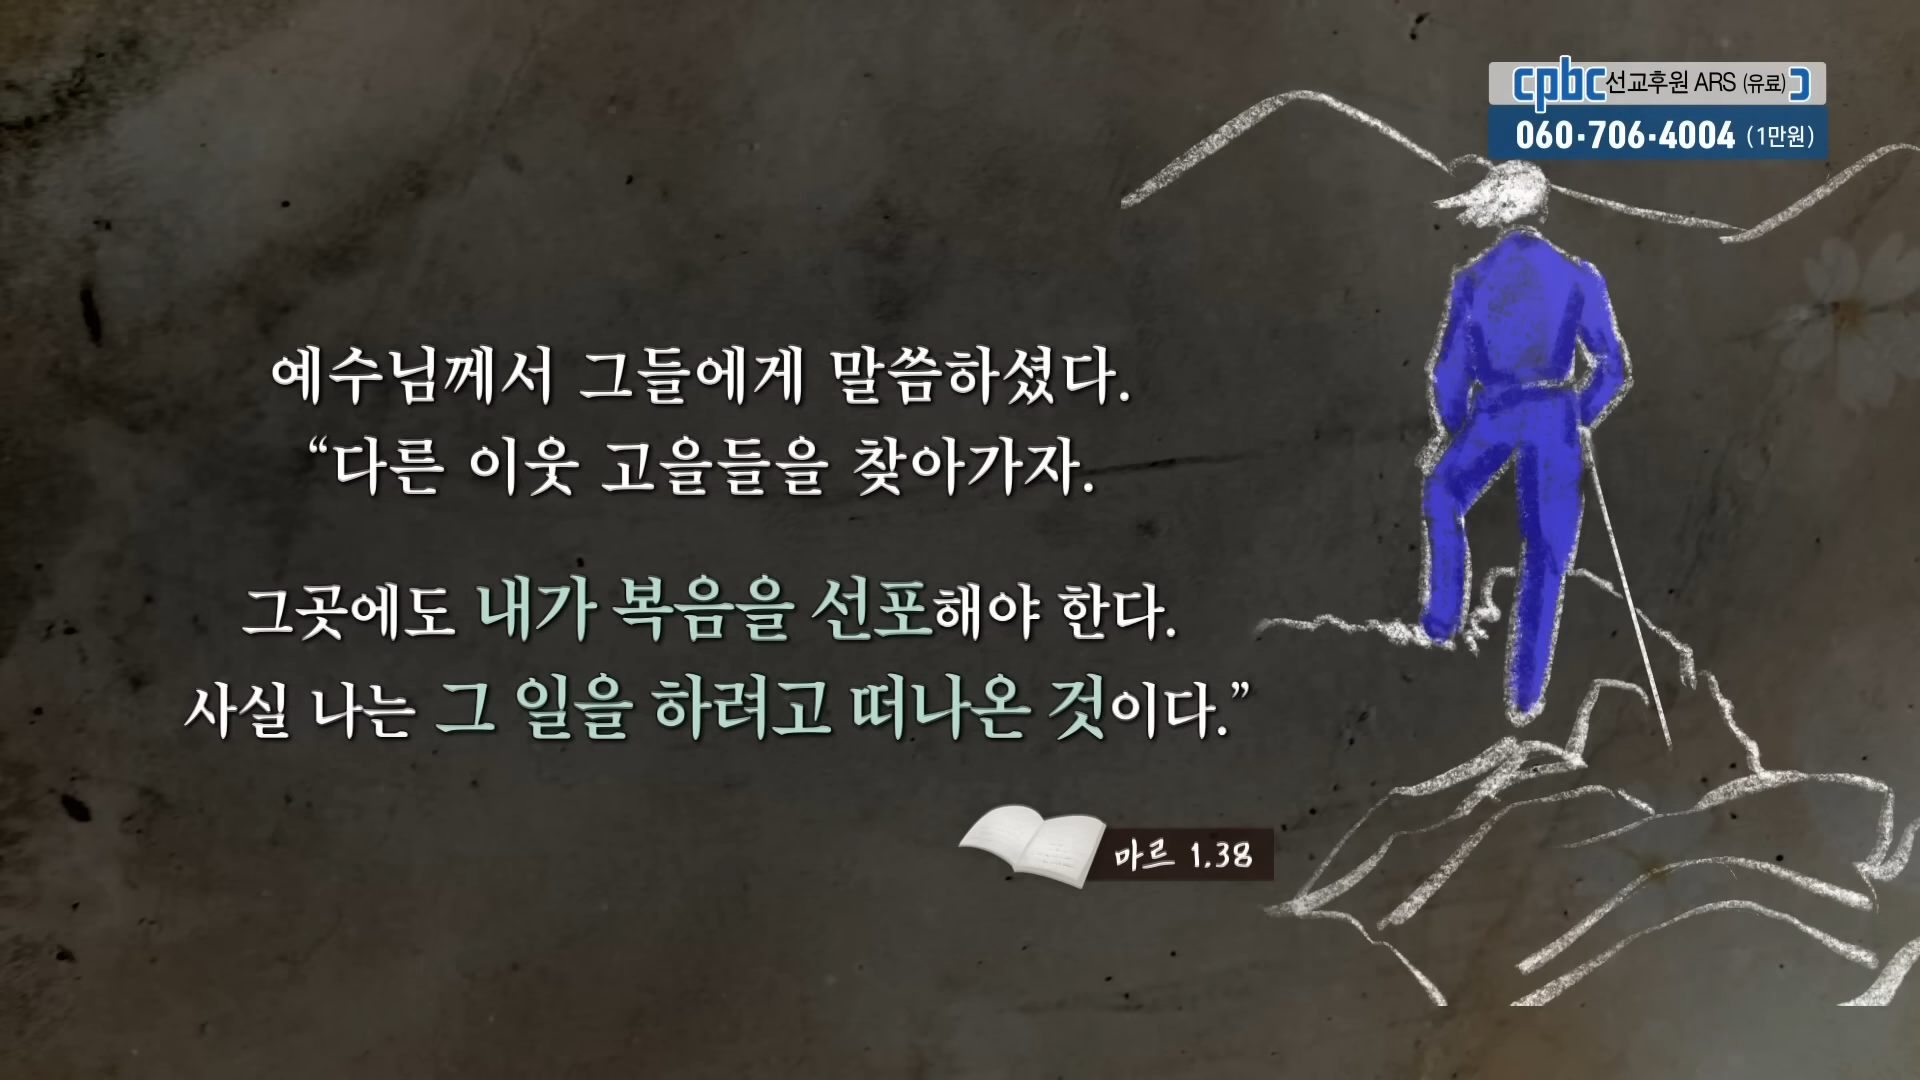 cpbc 선교후원 ARS (유료)
060·706·4004 (1만원)
예수님께서 그들에게 말씀하셨다.
“다른 이웃 고을들을 찾아가자.
그곳에도 내가 복음을 선포해야 한다.
사실 나는 그 일을 하려고 떠나온 것이다.”
마르 1.38